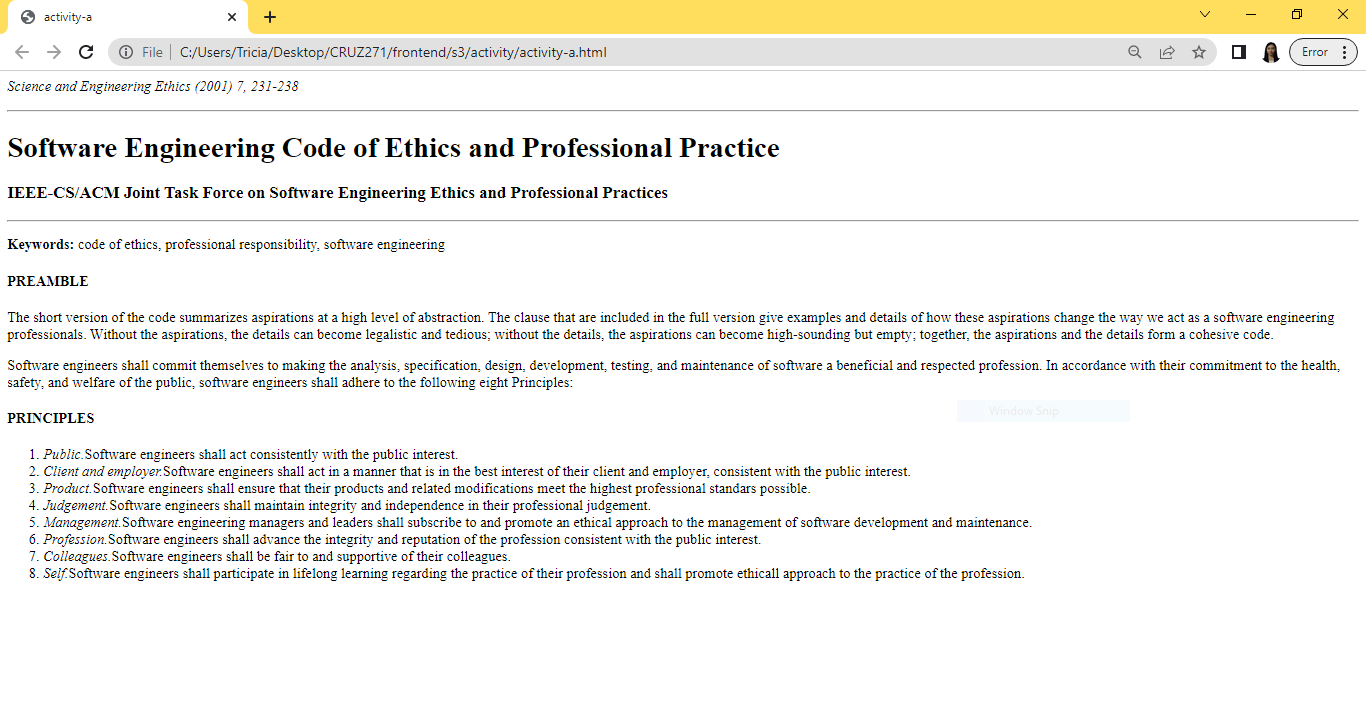 activity-a
File
C:/Users/Tricia/Desktop/CRUZ271/frontend/s3/activity/activity-a.html
Error
Science and Engineering Ethics (2001) 7, 231-238
Software Engineering Code of Ethics and Professional Practice
IEEE-CS/ACM Joint Task Force on Software Engineering Ethics and Professional Practices
Keywords: code of ethics, professional responsibility, software engineering
PREAMBLE
The short version of the code summarizes aspirations at a high level of abstraction. The clause that are included in the full version give examples and details of how these aspirations change the way we act as a software engineering
professionals. Without the aspirations, the details can become legalistic and tedious; without the details, the aspirations can become high-sounding but empty; together, the aspirations and the details form a cohesive code.
Software engineers shall commit themselves to making the analysis, specification, design, development, testing, and maintenance of software a beneficial and respected profession. In accordance with their commitment to the health,
safety, and welfare of the public, software engineers shall adhere to the following eight Principles:
Window Snip
PRINCIPLES
1. Public.Software engineers shall act consistently with the public interest.
2. Client and employer.Software engineers shall act in a manner that is in the best interest of their client and employer, consistent with the public interest.
3. Product.Software engineers shall ensure that their products and related modifications meet the highest professional standars possible.
4. Judgement.Software engineers shall maintain integrity and independence in their professional judgement.
5. Management.Software engineering managers and leaders shall subscribe to and promote an ethical approach to the management of software development and maintenance.
6. Profession.Software engineers shall advance the integrity and reputation of the profession consistent with the public interest.
7. Colleagues.Software engineers shall be fair to and supportive of their colleagues.
8. Self.Software engineers shall participate in lifelong learning regarding the practice of their profession and shall promote ethicall approach to the practice of the profession.